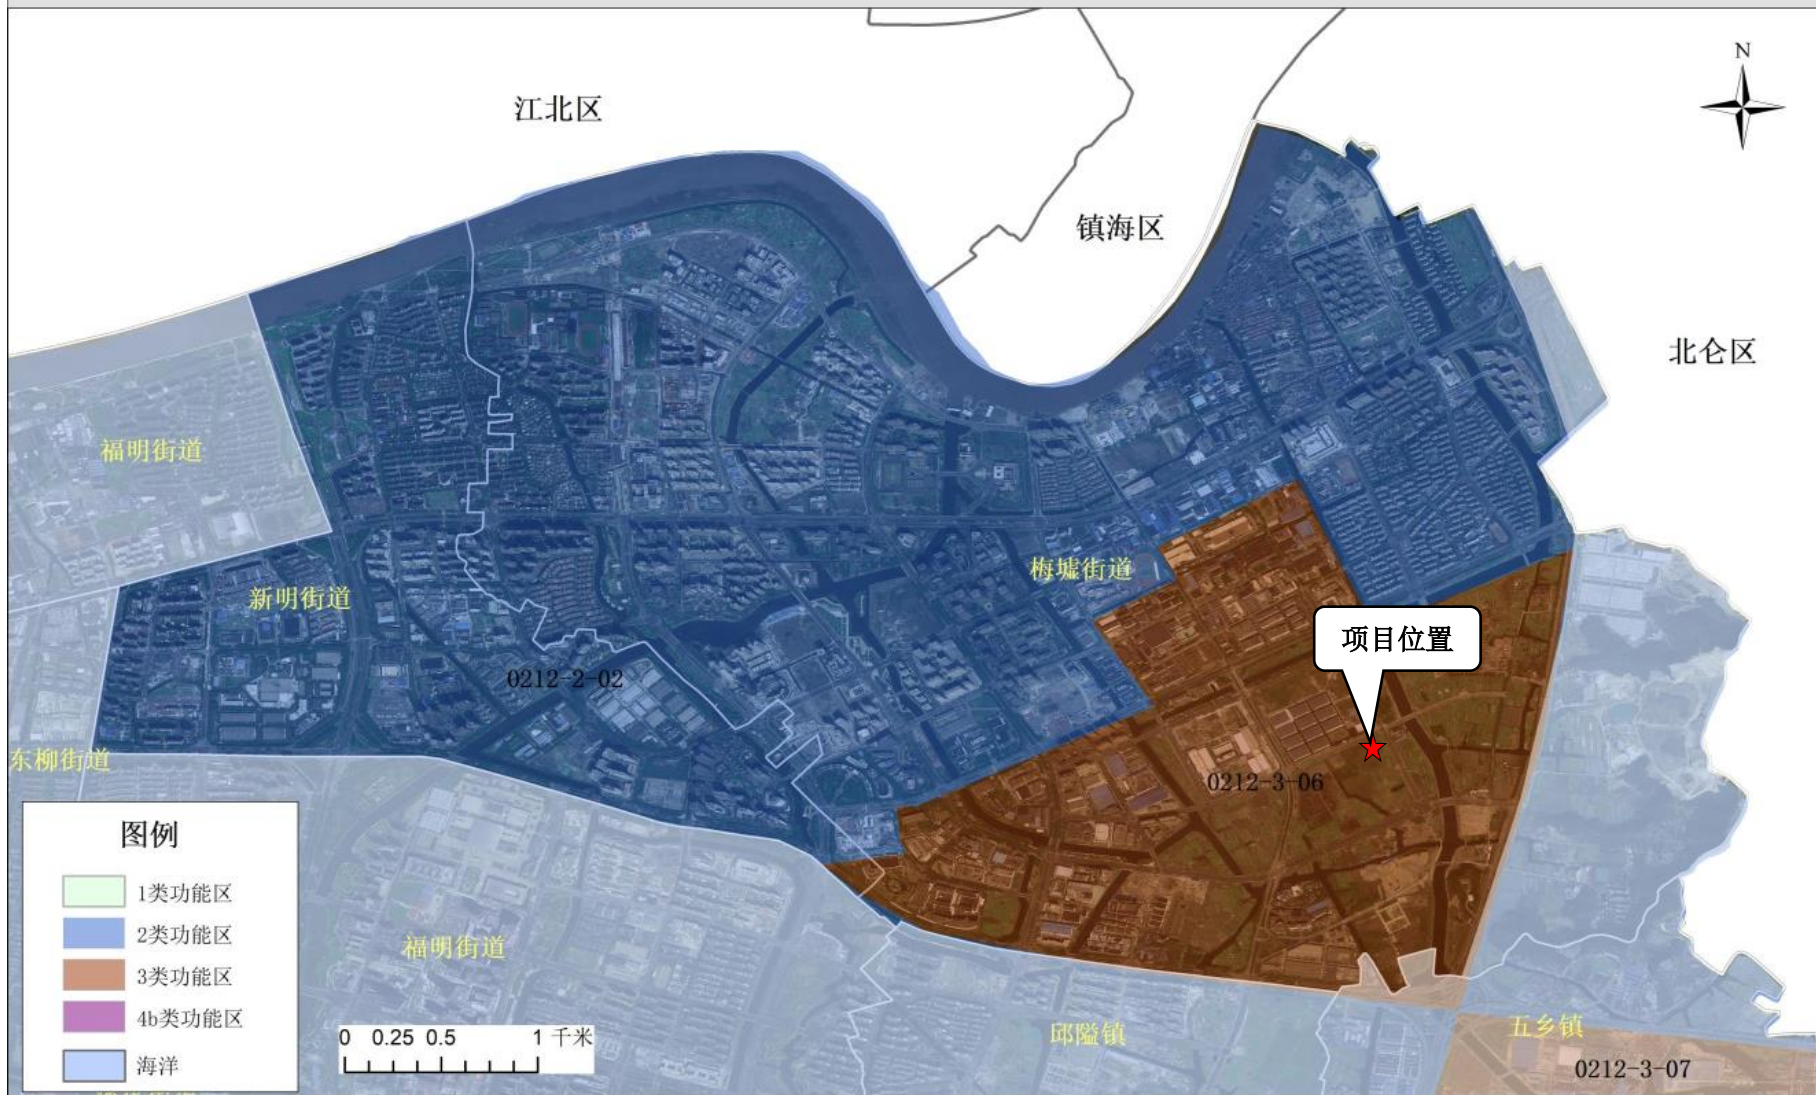 N
江北区
镇海区
北仑区
福明街道
梅墟街道
新明街道
项目位置
0212-2-02
东柳街道
0212-3-06
图例
1类功能区
2类功能区
3类功能区
4b类功能区
海洋
福明街道
0 0.25 0.5 1 千米
邱隘镇
五乡镇
0212-3-07